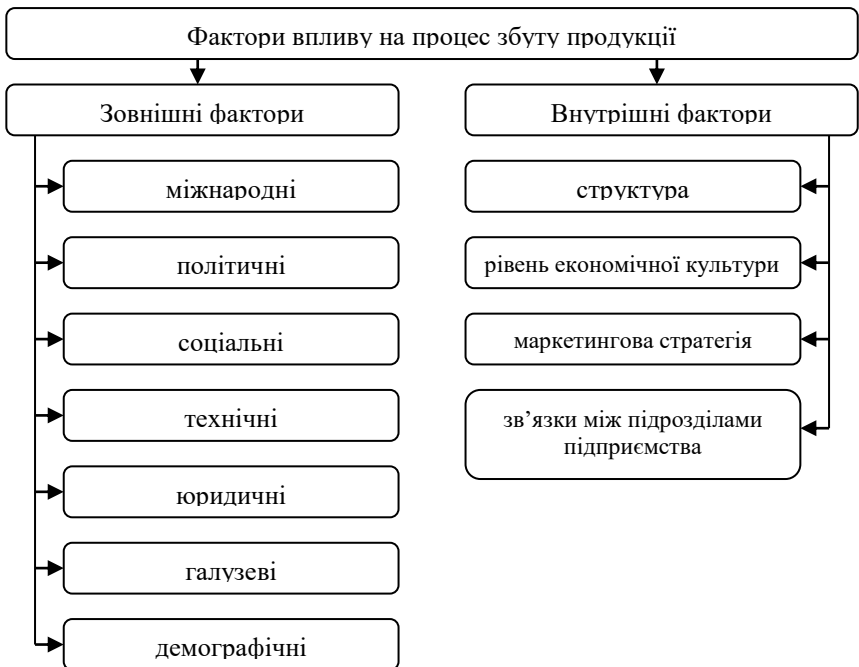 Фактори впливу на процес збуту продукції
Зовнішні фактори
міжнародні
політичні
соціальні
технічні
юридичні
галузеві
демографічні
Внутрішні фактори
структура
рівень економічної культури
маркетингова стратегія
зв’язки між підрозділами
підприємства